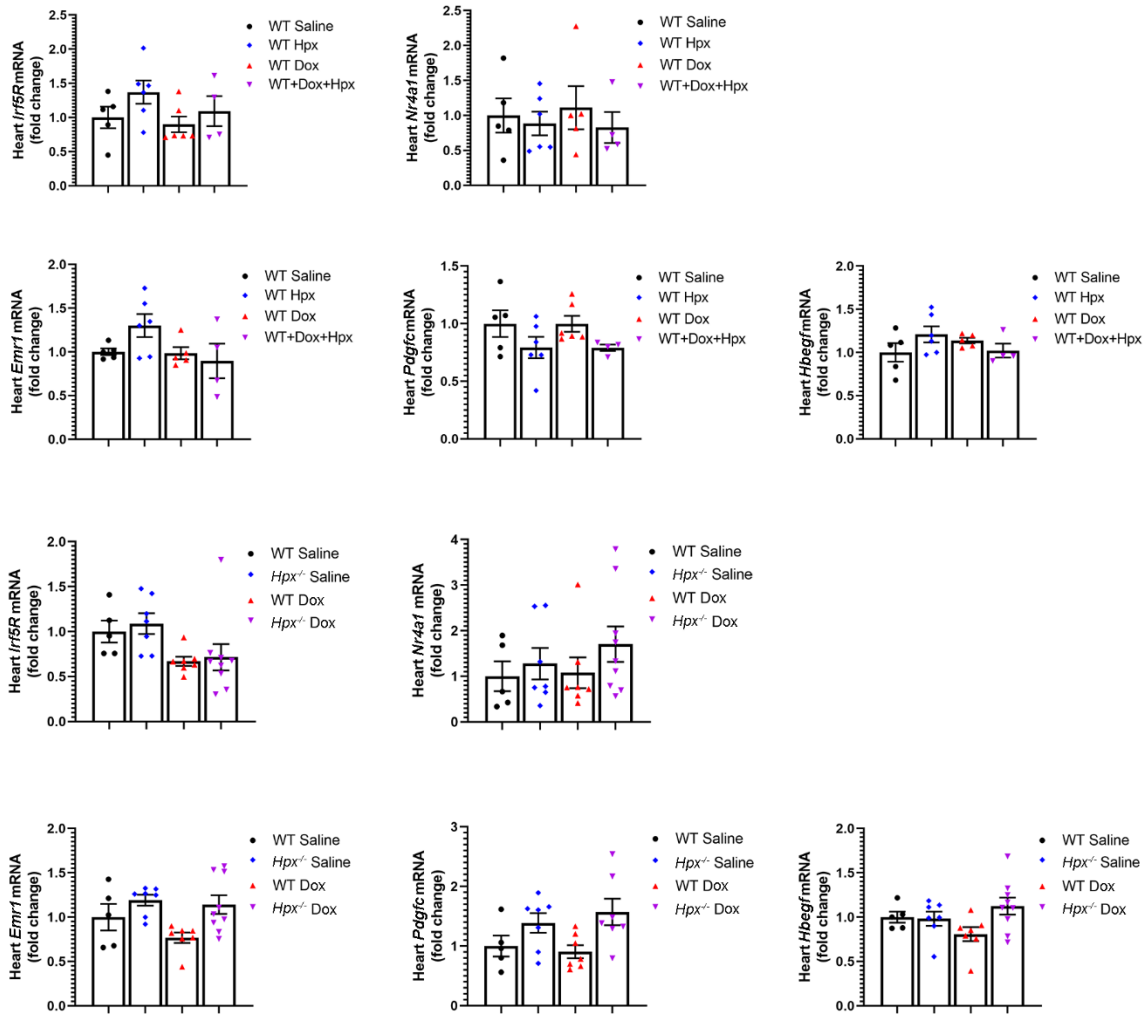 Heart Irf5R mRNA
(fold change)
2.5
2.0
1.5
1.0
0.5
0.0
WT Saline
WT Hpx
WT Dox
WT+Dox+Hpx
Heart Nr4a1 mRNA
(fold change)
2.5
2.0
1.5
1.0
0.5
0.0
WT Saline
WT Hpx
WT Dox
WT+Dox+Hpx
Heart Emr1 mRNA
(fold change)
2.0
1.5
1.0
0.5
0.0
WT Saline
WT Hpx
WT Dox
WT+Dox+Hpx
Heart Pdgfc mRNA
(fold change)
1.5
1.0
0.5
0.0
WT Saline
WT Hpx
WT Dox
WT+Dox+Hpx
Heart Hbegf mRNA
(fold change)
2.0
1.5
1.0
0.5
0.0
WT Saline
WT Hpx
WT Dox
WT+Dox+Hpx
Heart Irf5R mRNA
(fold change)
2.0
1.5
1.0
0.5
0.0
WT Saline
Hpx-/- Saline
WT Dox
Hpx-/- Dox
Heart Nr4a1 mRNA
(fold change)
4
3
2
1
0
WT Saline
Hpx-/- Saline
WT Dox
Hpx-/- Dox
Heart Emr1 mRNA
(fold change)
2.0
1.5
1.0
0.5
0.0
WT Saline
Hpx-/- Saline
WT Dox
Hpx-/- Dox
Heart Pdgfc mRNA
(fold change)
3
2
1
0
WT Saline
Hpx-/- Saline
WT Dox
Hpx-/- Dox
Heart Hbegf mRNA
(fold change)
2.0
1.5
1.0
0.5
0.0
WT Saline
Hpx-/- Saline
WT Dox
Hpx-/- Dox